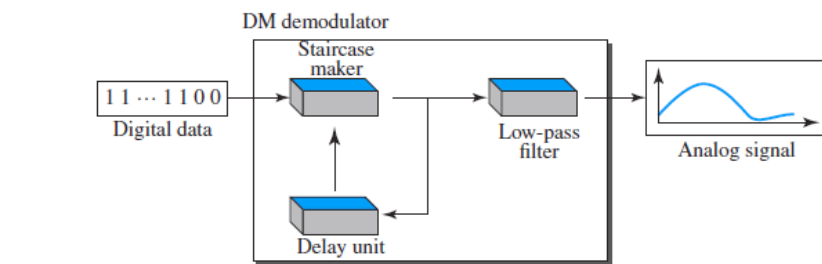 DM demodulator
Staircase
maker
1 1 ··· 1 1 0 0
Digital data
Low-pass
filter
Analog signal
Delay unit